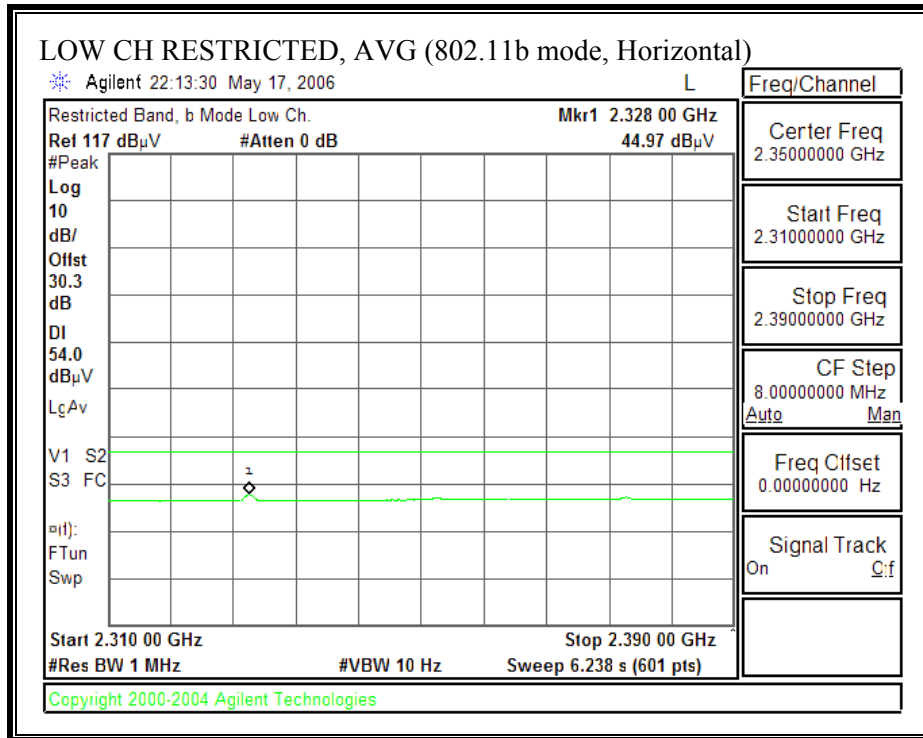 LOW CH RESTRICTED, AVG (802.11b mode, Horizontal)
Agilent 22:13:30 May 17, 2006 L
Restricted Band, b Mode Low Ch. Mkr1 2.328 00 GHz
Ref 117 dBµV #Atten 0 dB 44.97 dBµV
#Peak
Log
10
dB/
Offst
30.3
dB
DI
54.0
dBµV
LgAv
V1 S2
S3 FC
1
¤(f):
FTun
Swp
Start 2.310 00 GHz Stop 2.390 00 GHz
#Res BW 1 MHz #VBW 10 Hz Sweep 6.238 s (601 pts)
Copyright 2000-2004 Agilent Technologies
Freq/Channel
Center Freq
2.35000000 GHz
Start Freq
2.31000000 GHz
Stop Freq
2.39000000 GHz
CF Step
8.00000000 MHz
Auto Man
Freq Offset
0.00000000 Hz
Signal Track
On Off